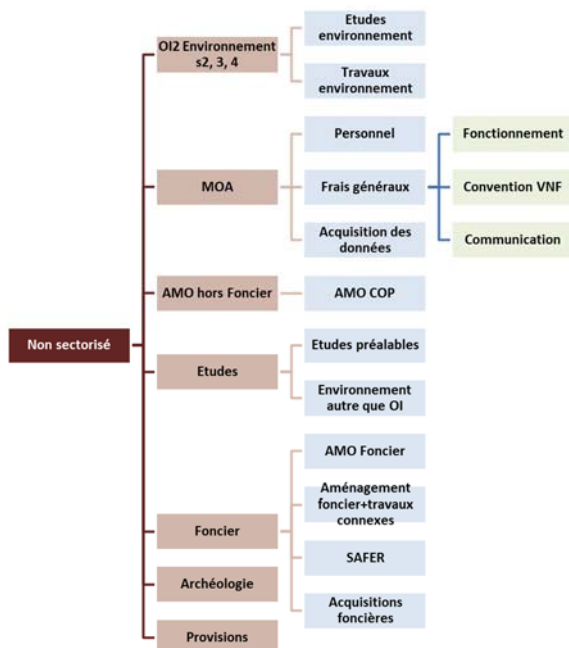 Non sectorisé
OI2 Environnement
s2, 3, 4
Etudes
environnement
Travaux
environnement
MOA
Personnel
Frais généraux
Fonctionnement
Convention VNF
Communication
Acquisition des
données
AMO hors Foncier
AMO COP
Etudes
Etudes préalables
Environnement
autre que OI
Foncier
AMO Foncier
Aménagement
foncier+travaux
connexes
SAFER
Acquisitions
foncières
Archéologie
Provisions